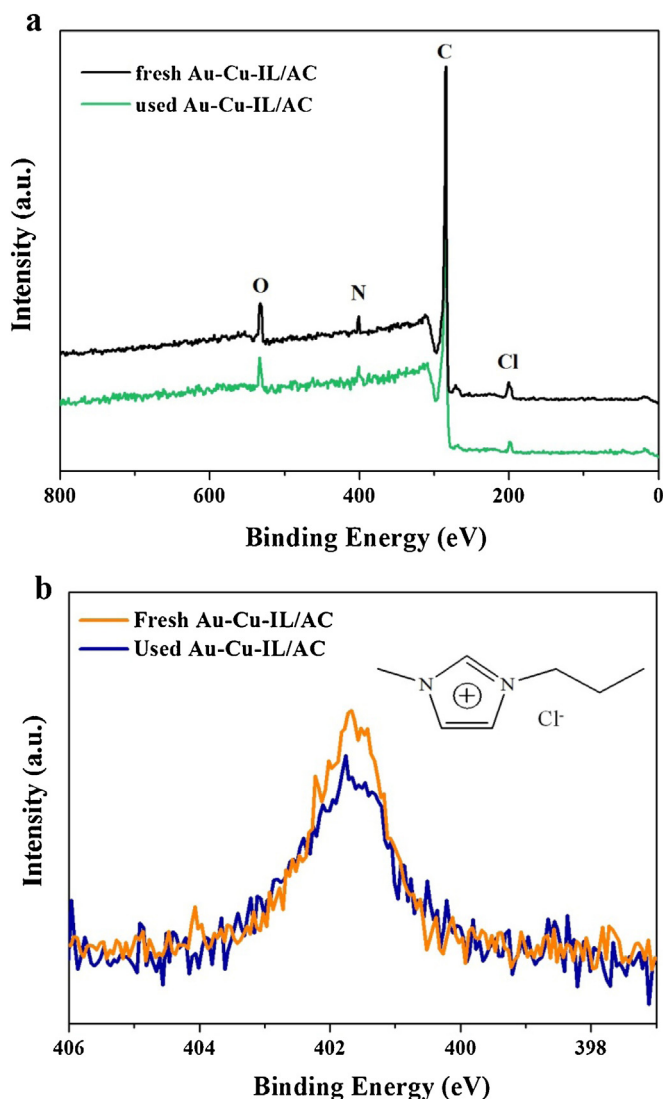 a
fresh Au-Cu-IL/AC
used Au-Cu-IL/AC
C
O
N
Cl
Intensity (a.u.)
800 600 400 200 0
Binding Energy (eV)
b
Fresh Au-Cu-IL/AC
Used Au-Cu-IL/AC
N
N
+
Cl-
Intensity (a.u.)
406 404 402 400 398
Binding Energy (eV)